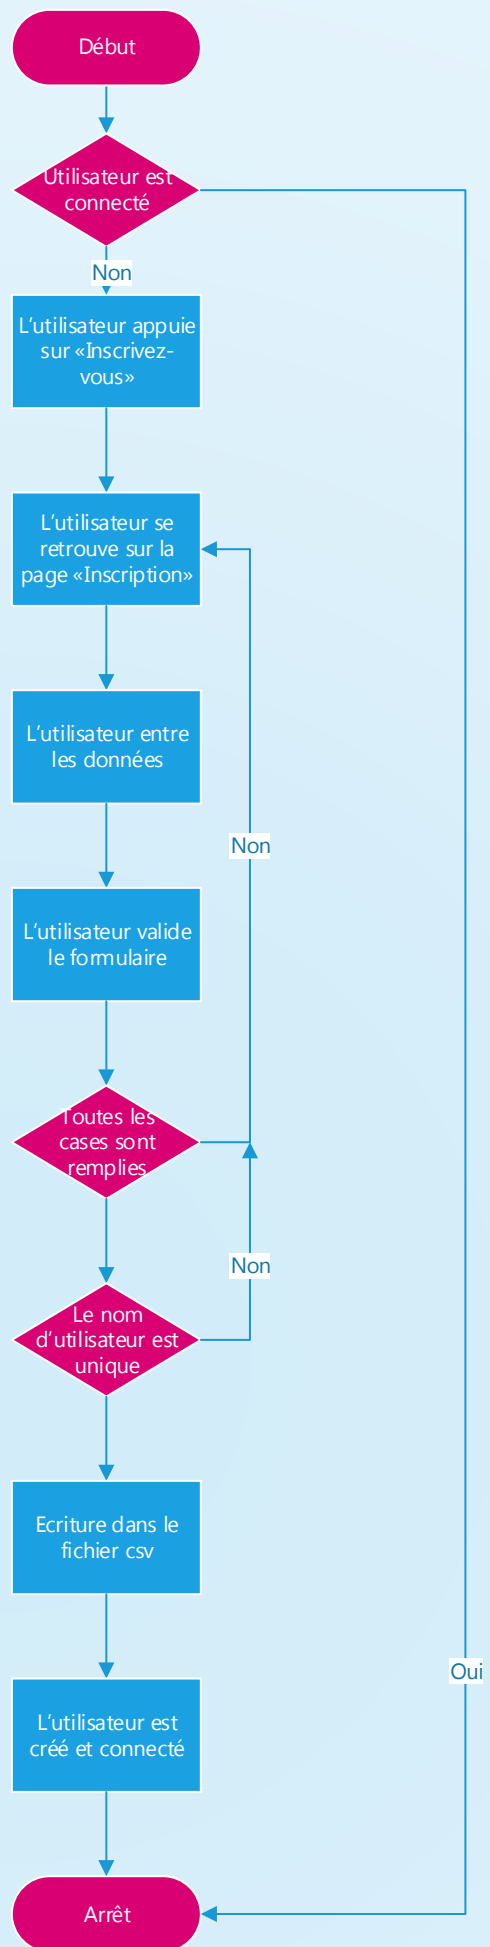 Début
Utilisateur est
connecté
Non
L'utilisateur appuie
sur «Inscrivez-
vous»
L'utilisateur se
retrouve sur la
page «Inscription»
L'utilisateur entre
les données
Non
L'utilisateur valide
le formulaire
Toutes les
cases sont
remplies
Non
Le nom
d'utilisateur est
unique
Ecriture dans le
fichier csv
Oui
L'utilisateur est
créé et connecté
Arrêt